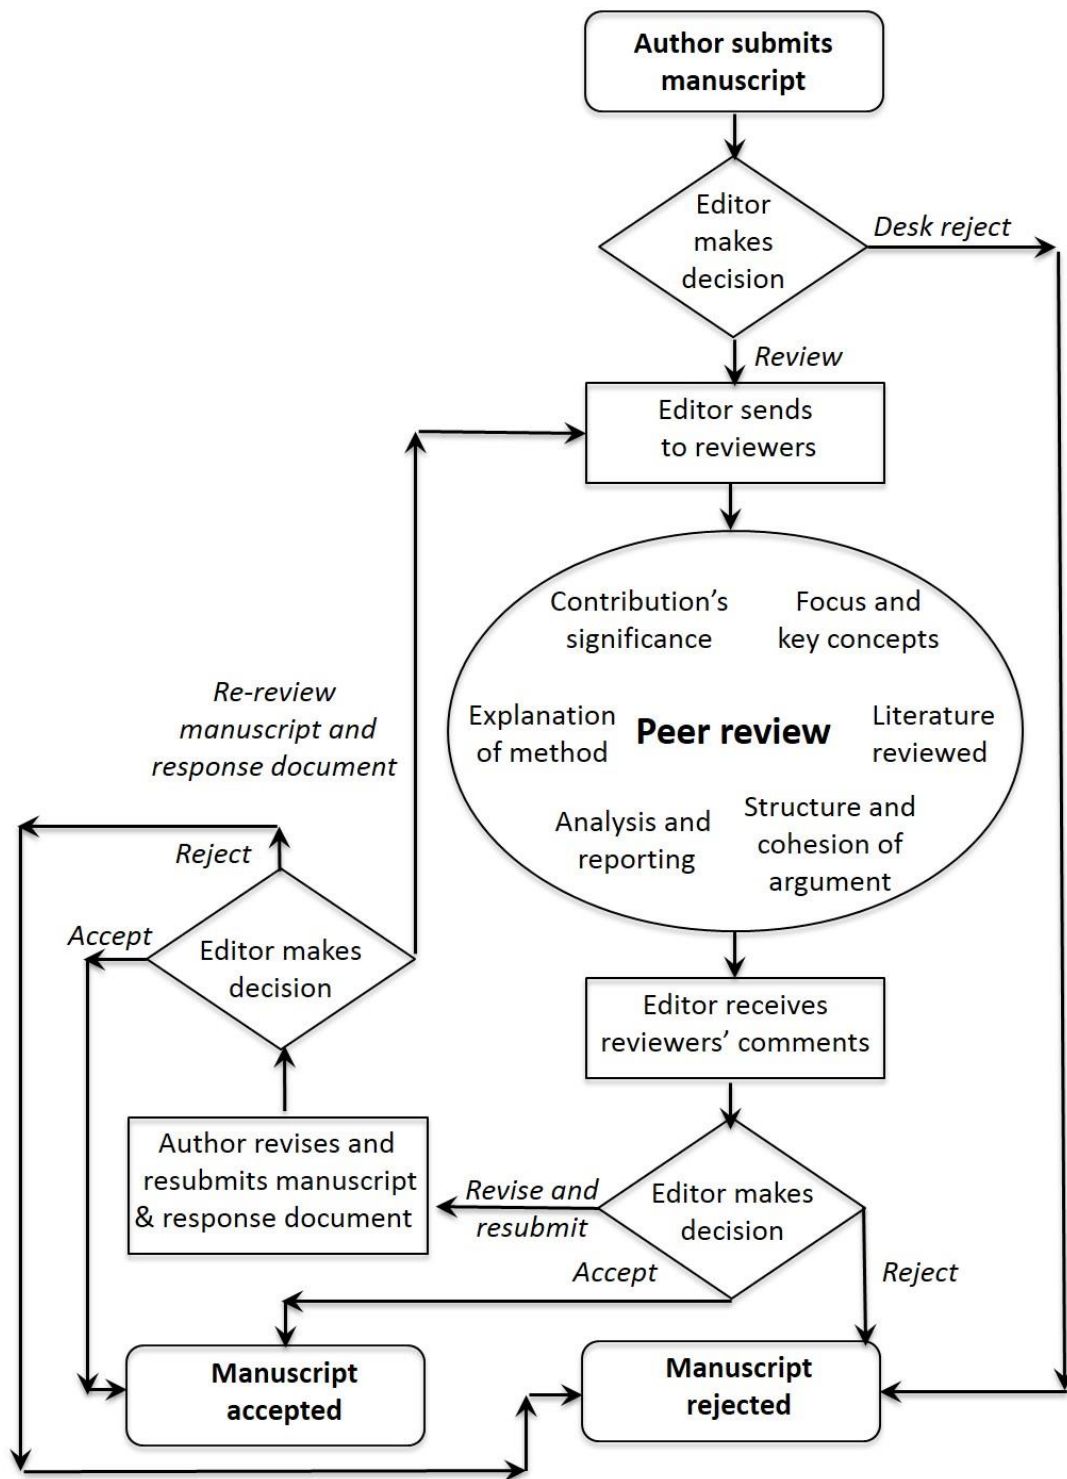 Author submits
manuscript
Editor
makes
decision
Desk reject
Review
Editor sends
to reviewers
Contribution’s
significance
Focus and
key concepts
Explanation
of method
Peer review
Literature
reviewed
Analysis and
reporting
Structure and
cohesion of
argument
Re-review
manuscript and
response document
Reject
Accept
Editor makes
decision
Editor receives
reviewers’ comments
Author revises and
resubmits manuscript
& response document
Revise and
resubmit
Editor makes
decision
Accept
Reject
Manuscript
accepted
Manuscript
rejected